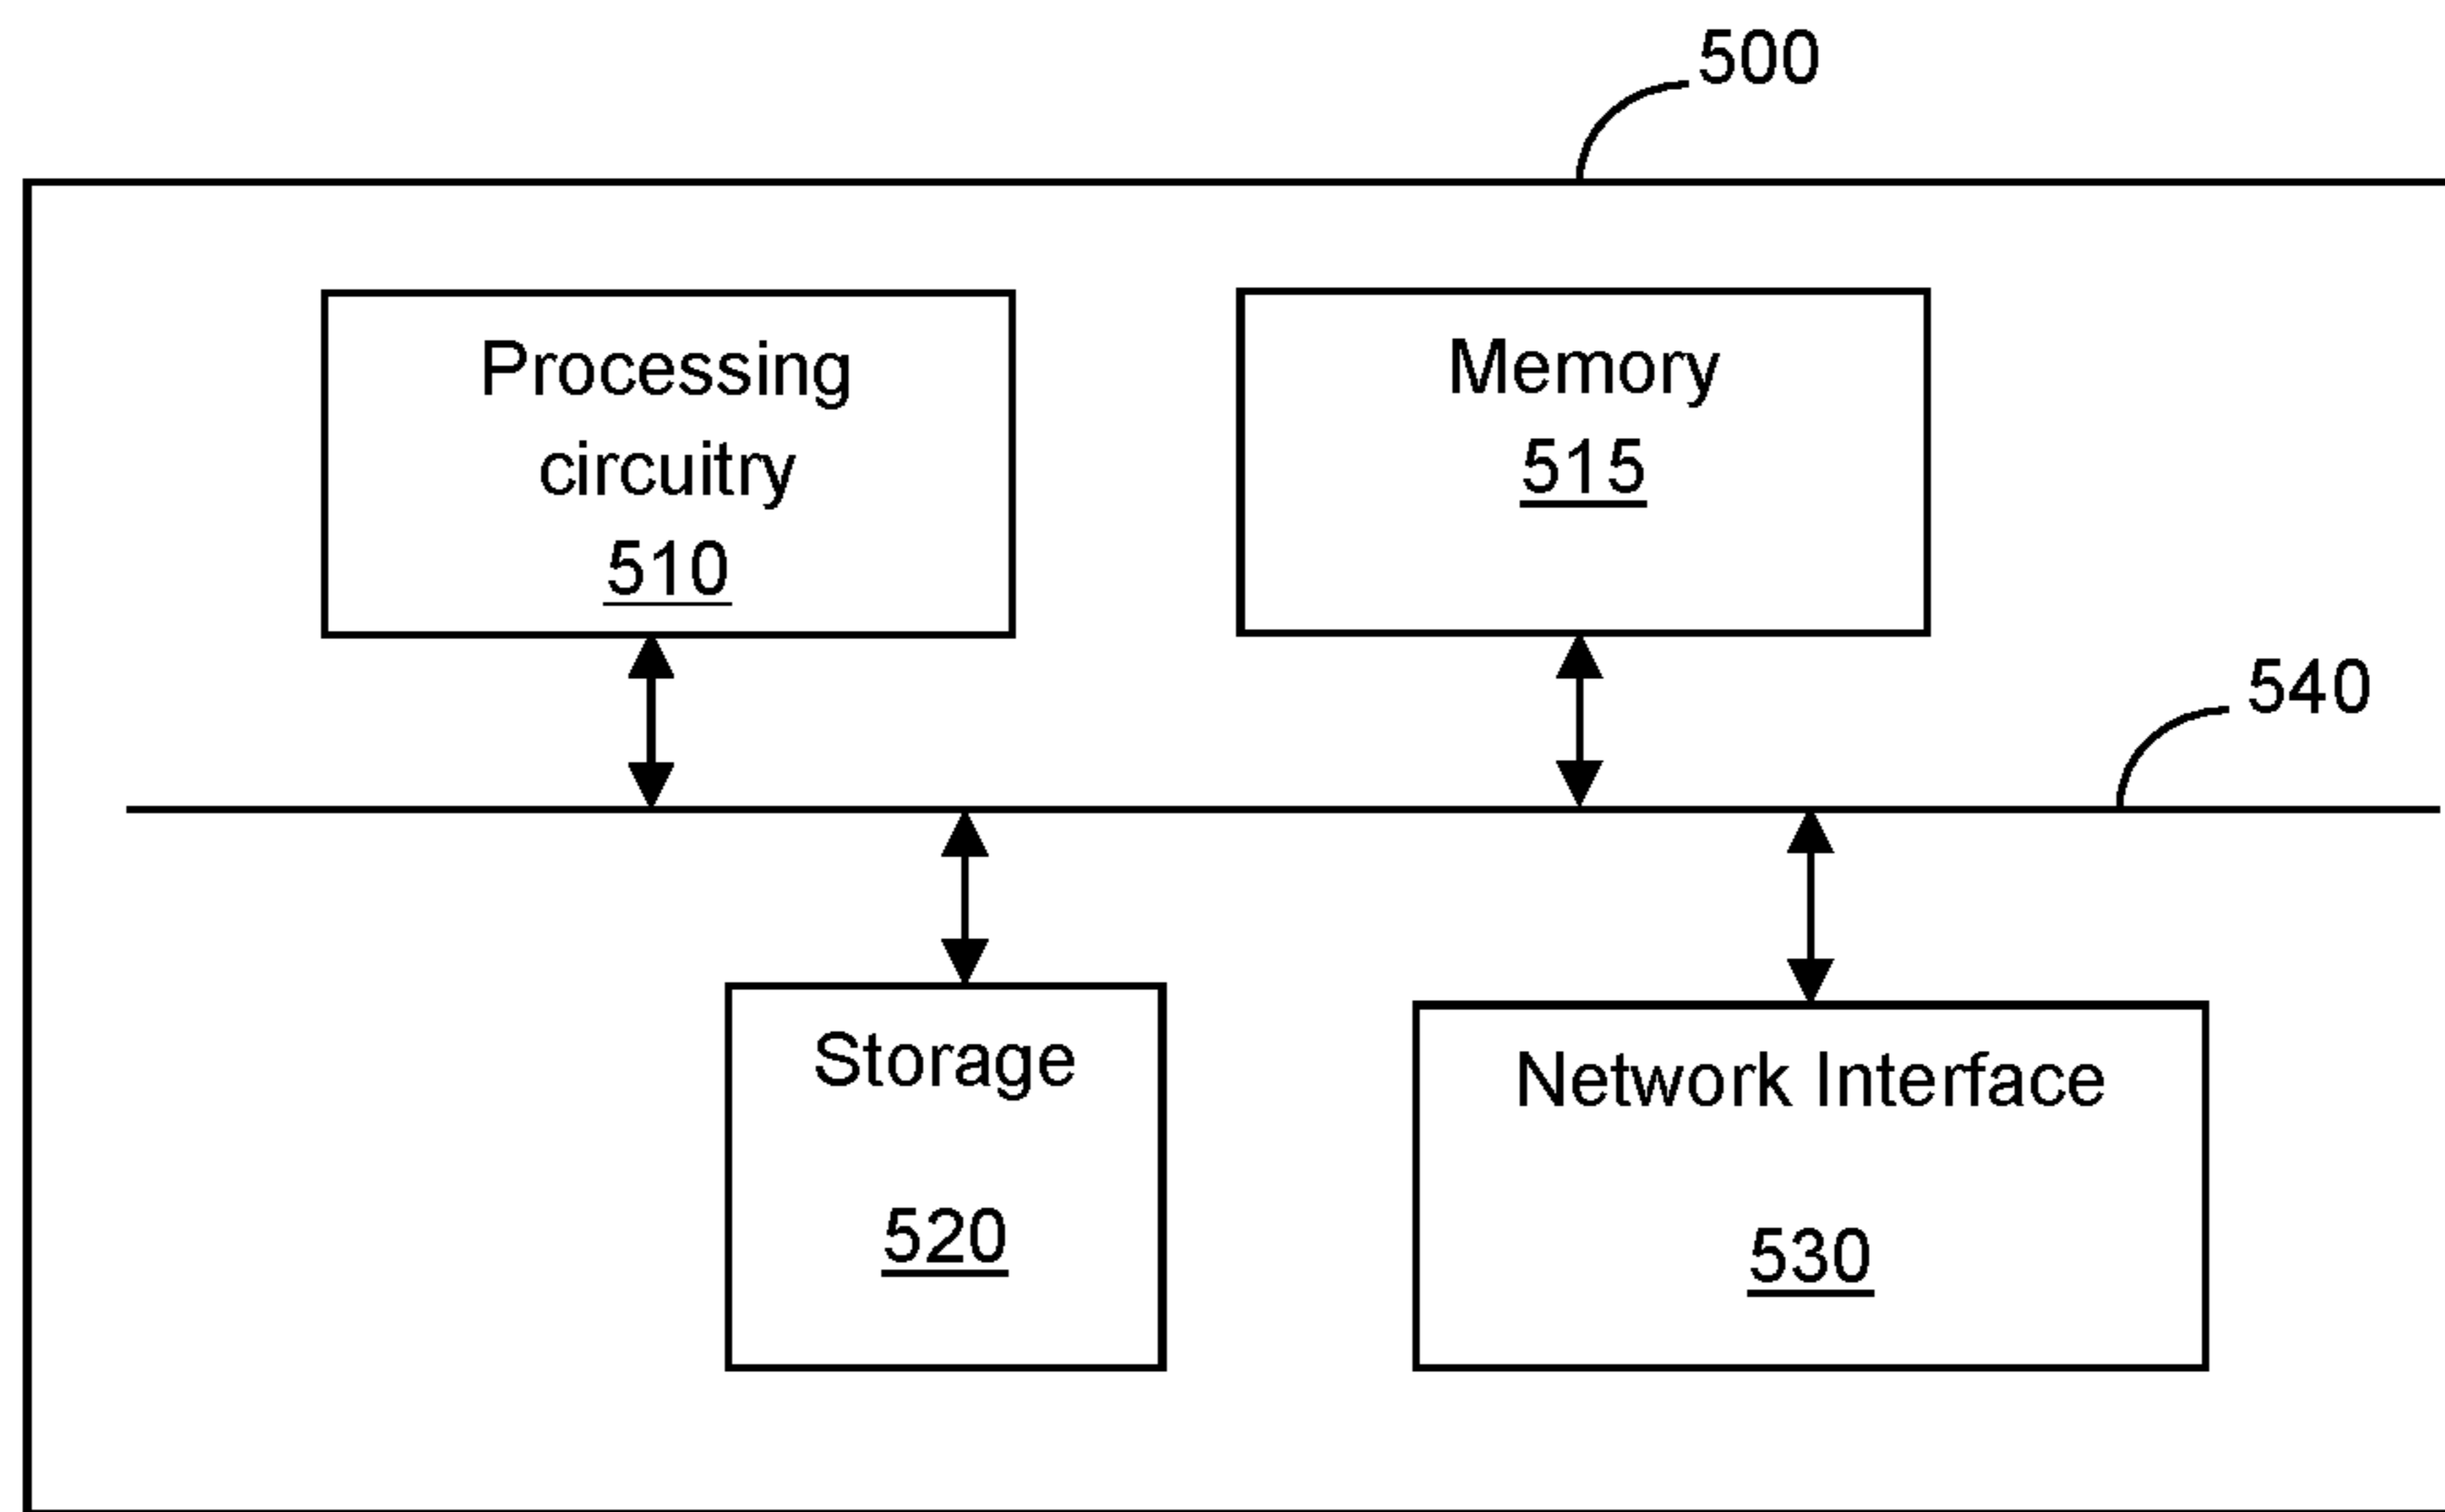 500
Processing
circuitry
510
Memory
515
540
Storage
520
Network Interface
530